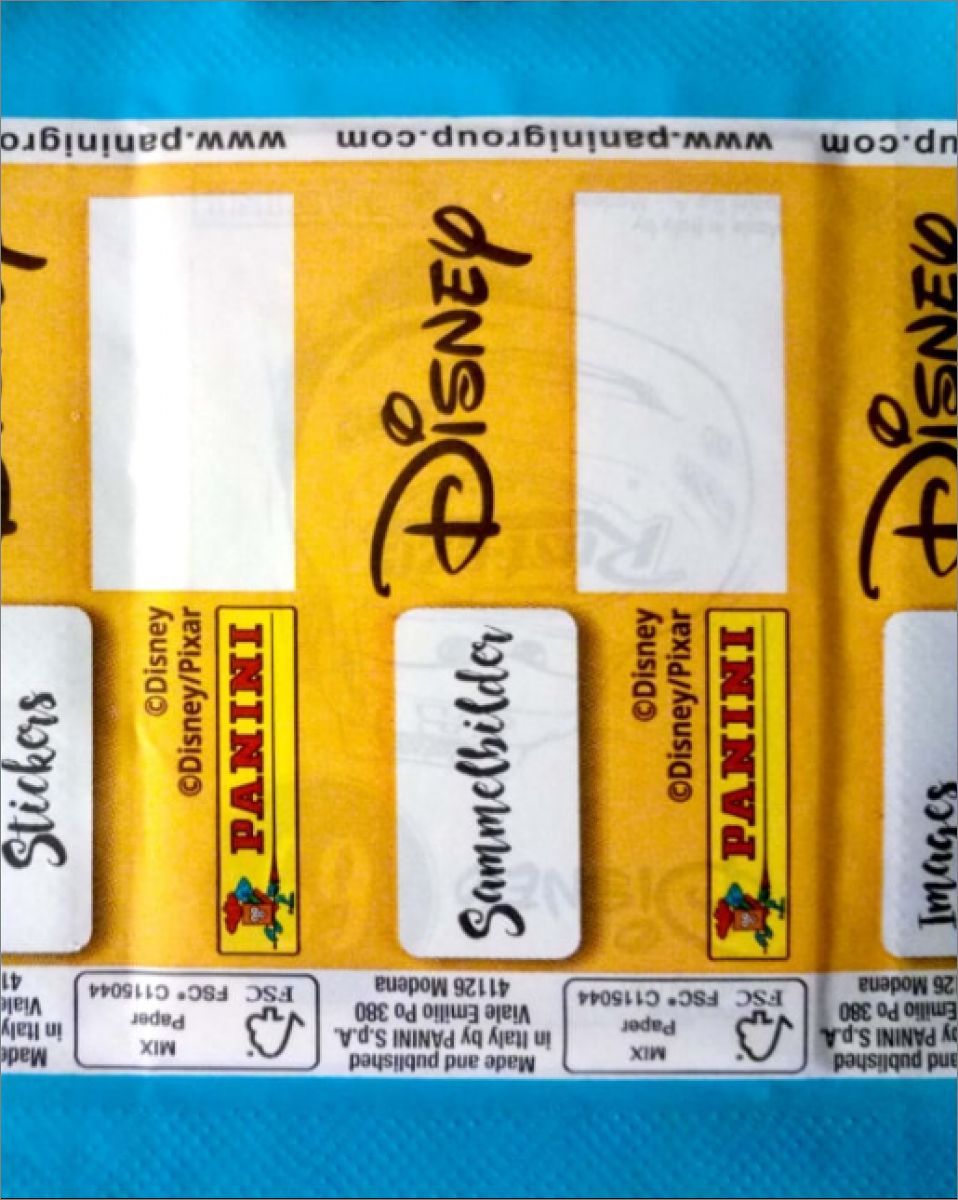 www.paninigroup.com
www.paninigroup.com
DISNEY
DISNEY
Stickers
©Disney
©Disney/Pixar
PANINI
Sammelbilder
©Disney
©Disney/Pixar
PANINI
Images
Made and published
in Italy by PANINI S.p.A.
Viale Emilio Po 380
41126 Modena
MIX
Paper
FSC FSC® C115044
MIX
Paper
FSC FSC® C115044